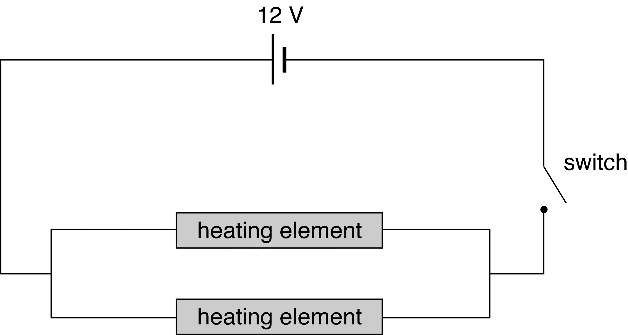 12 V
switch
heating element
heating element